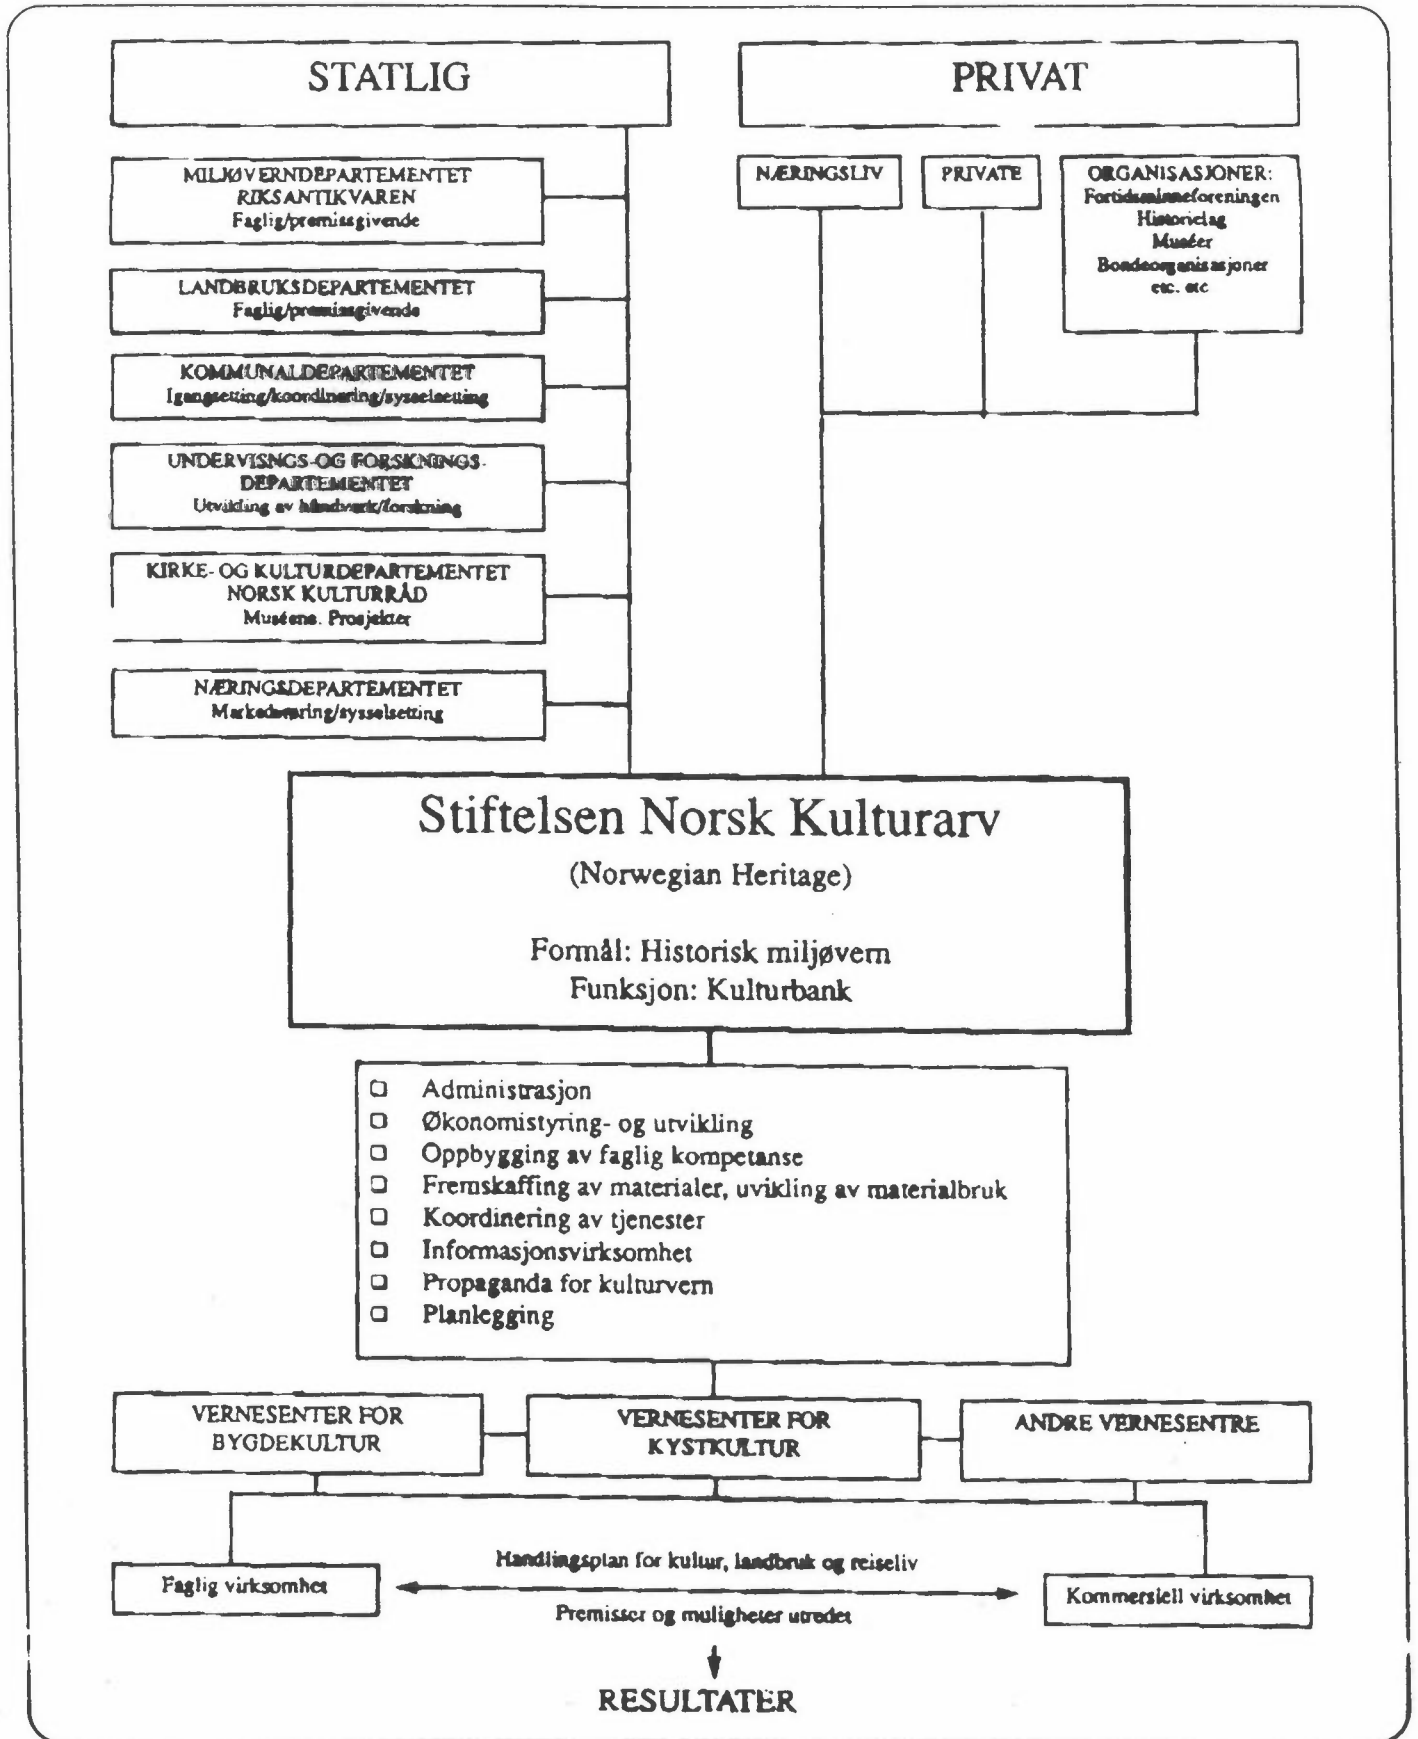 STATLIG
MILJØVERNDEPARTEMENTET
RIKSANTIKVAREN
Faglig/premissgivende
LANDBRUKSDEPARTEMENTET
Faglig/premissgivende
KOMMUNALDEPARTEMENTET
Igangsetting/koordinering/sysselsetting
UNDERVISNGS-OG FORSKNINGS-
DEPARTEMENTET
Utvikling av håndverk/forskning
KIRKE- OG KULTURDEPARTEMENTET
NORSK KULTURRÅD
Muséene. Prosjekter
NÆRINGSDEPARTEMENTET
Markedsføring/sysselsetting
PRIVAT
NÆRINGSLIV
PRIVATE
ORGANISASJONER:
Fortidsminneforeningen
Historielag
Muséer
Bondeorganisasjoner
etc. etc
Stiftelsen Norsk Kulturarv
(Norwegian Heritage)
Formål: Historisk miljøvern
Funksjon: Kulturbank
Administrasjon
Økonomistyring- og utvikling
Oppbygging av faglig kompetanse
Fremskaffing av materialer, uvikling av materialbruk
Koordinering av tjenester
Informasjonsvirksomhet
Propaganda for kulturvern
Planlegging
VERNESENTER FOR
BYGDEKULTUR
VERNESENTER FOR
KYSTKULTUR
ANDRE VERNESENTRE
Faglig virksomhet
Handlingsplan for kultur, landbruk og reiseliv
Premisser og muligheter utredet
Kommersiell virksomhet
RESULTATER